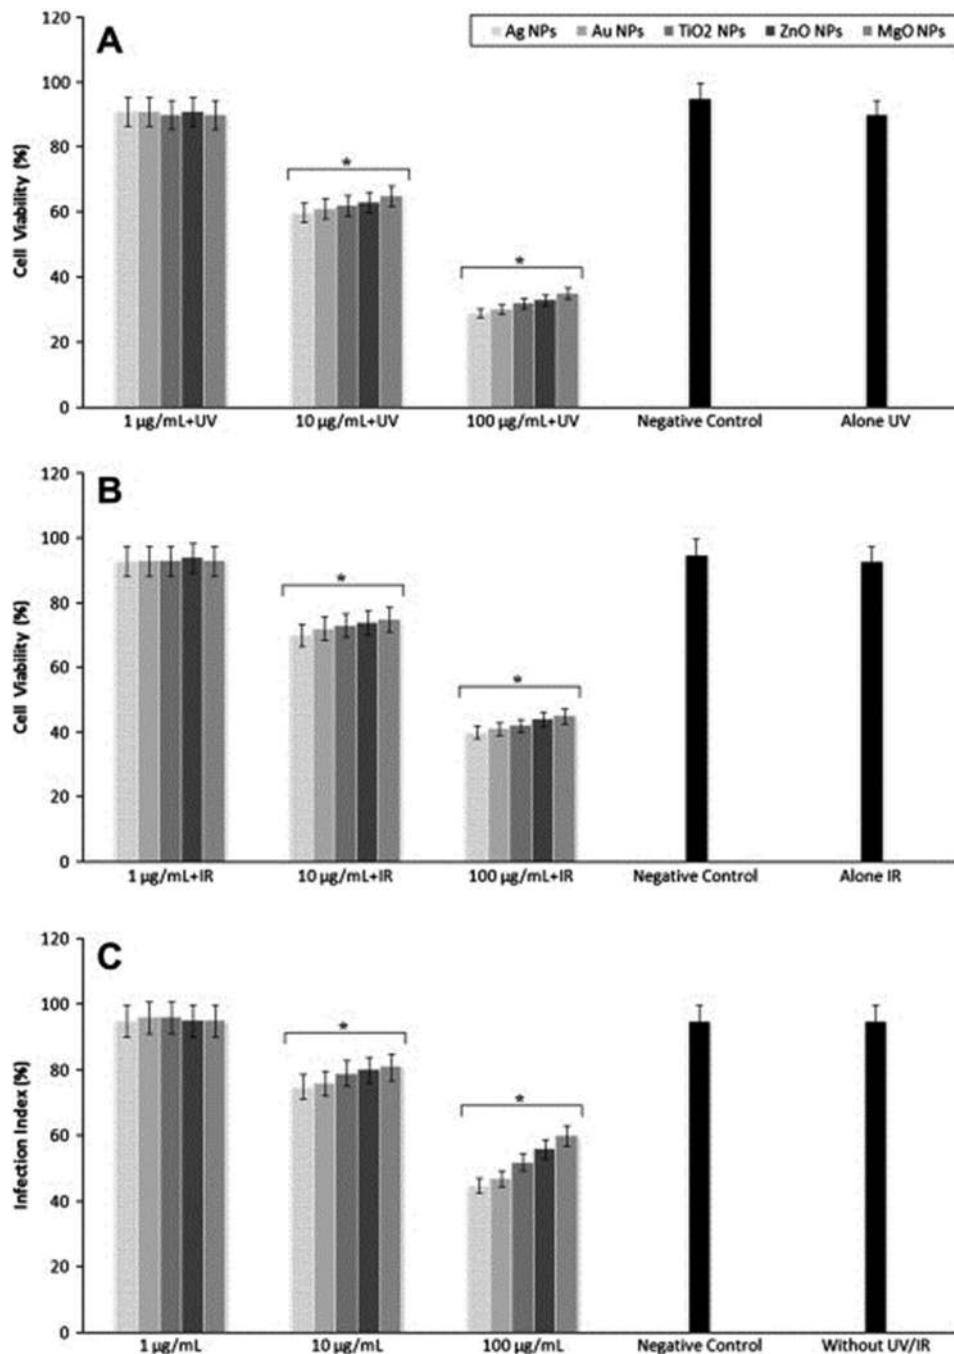 A
Ag NPs Au NPs TiO2 NPs ZnO NPs MgO NPs
120
100
80
60
40
20
0
Cell Viability (%)
*
*
1 µg/mL+UV 10 µg/mL+UV 100 µg/mL+UV Negative Control Alone UV
B
120
100
80
60
40
20
0
Cell Viability (%)
*
*
1 µg/mL+IR 10 µg/mL+IR 100 µg/mL+IR Negative Control Alone IR
C
120
100
80
60
40
20
0
Infection Index (%)
*
*
1 µg/mL 10 µg/mL 100 µg/mL Negative Control Without UV/IR